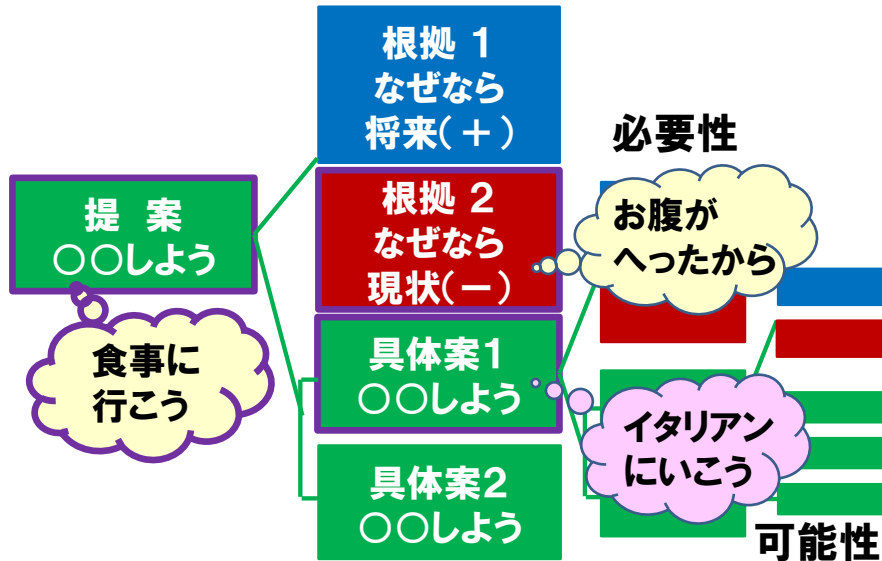 提 案
○○しよう
食事に
行こう
根拠 1
なぜなら
将来(+)
根拠 2
なぜなら
現状(－)
具体案1
○○しよう
具体案2
○○しよう
必要性
お腹が
へったから
イタリアン
にいこう
可能性